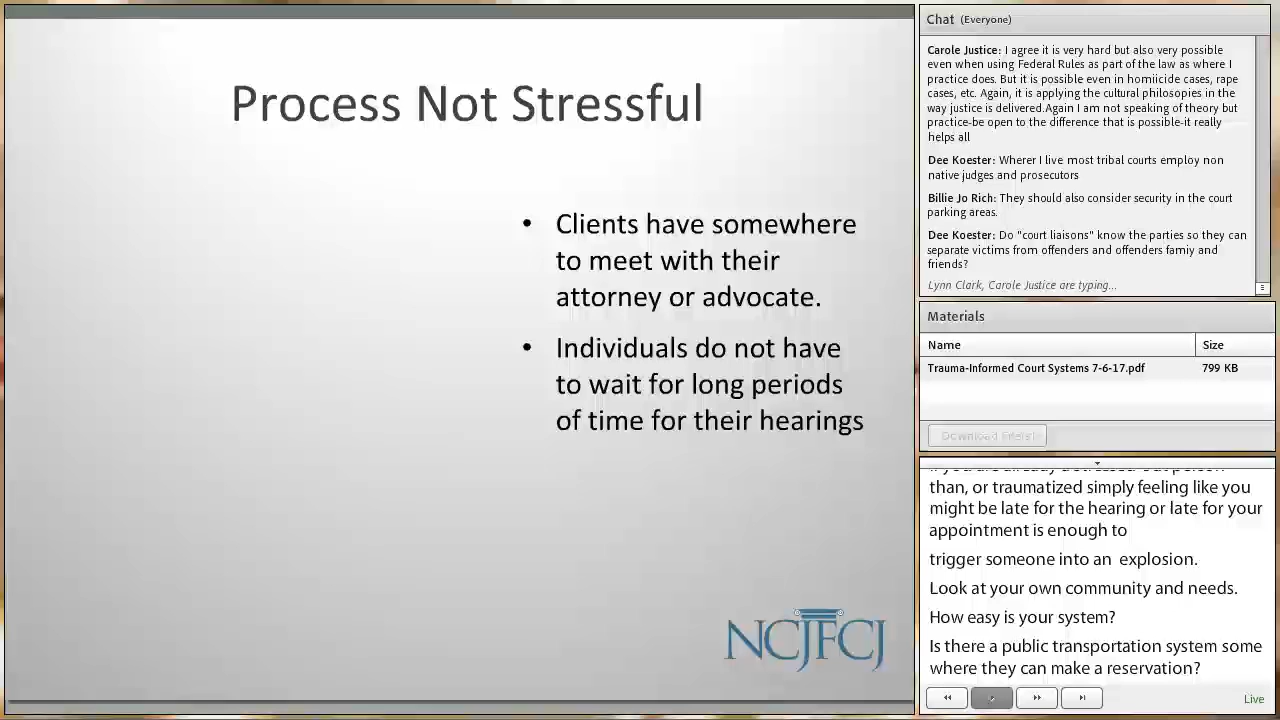 Process Not Stressful
• Clients have somewhere
to meet with their
attorney or advocate.
• Individuals do not have
to wait for long periods
of time for their hearings
NCJFCJ
Chat (Everyone)
Carole Justice: I agree it is very hard but also very possible
even when using Federal Rules as part of the law as where I
practice does. But it is possible even in homiicide cases, rape
cases, etc. Again, it is applying the cultural philosopies in the
way justice is delivered.Again I am not speaking of theory but
practice-be open to the difference that is possible-it really
helps all
Dee Koester: Wherer I live most tribal courts employ non
native judges and prosecutors
Billie Jo Rich: They should also consider security in the court
parking areas.
Dee Koester: Do "court liaisons" know the parties so they can
separate victims from offenders and offenders famiy and
friends?
Lynn Clark, Carole Justice are typing...
Materials
Name Size
Trauma-Informed Court Systems 7-6-17.pdf 799 KB
Download File(s)
than, or traumatized simply feeling like you
might be late for the hearing or late for your
appointment is enough to
trigger someone into an explosion.
Look at your own community and needs.
How easy is your system?
Is there a public transportation system some
where they can make a reservation?
Live